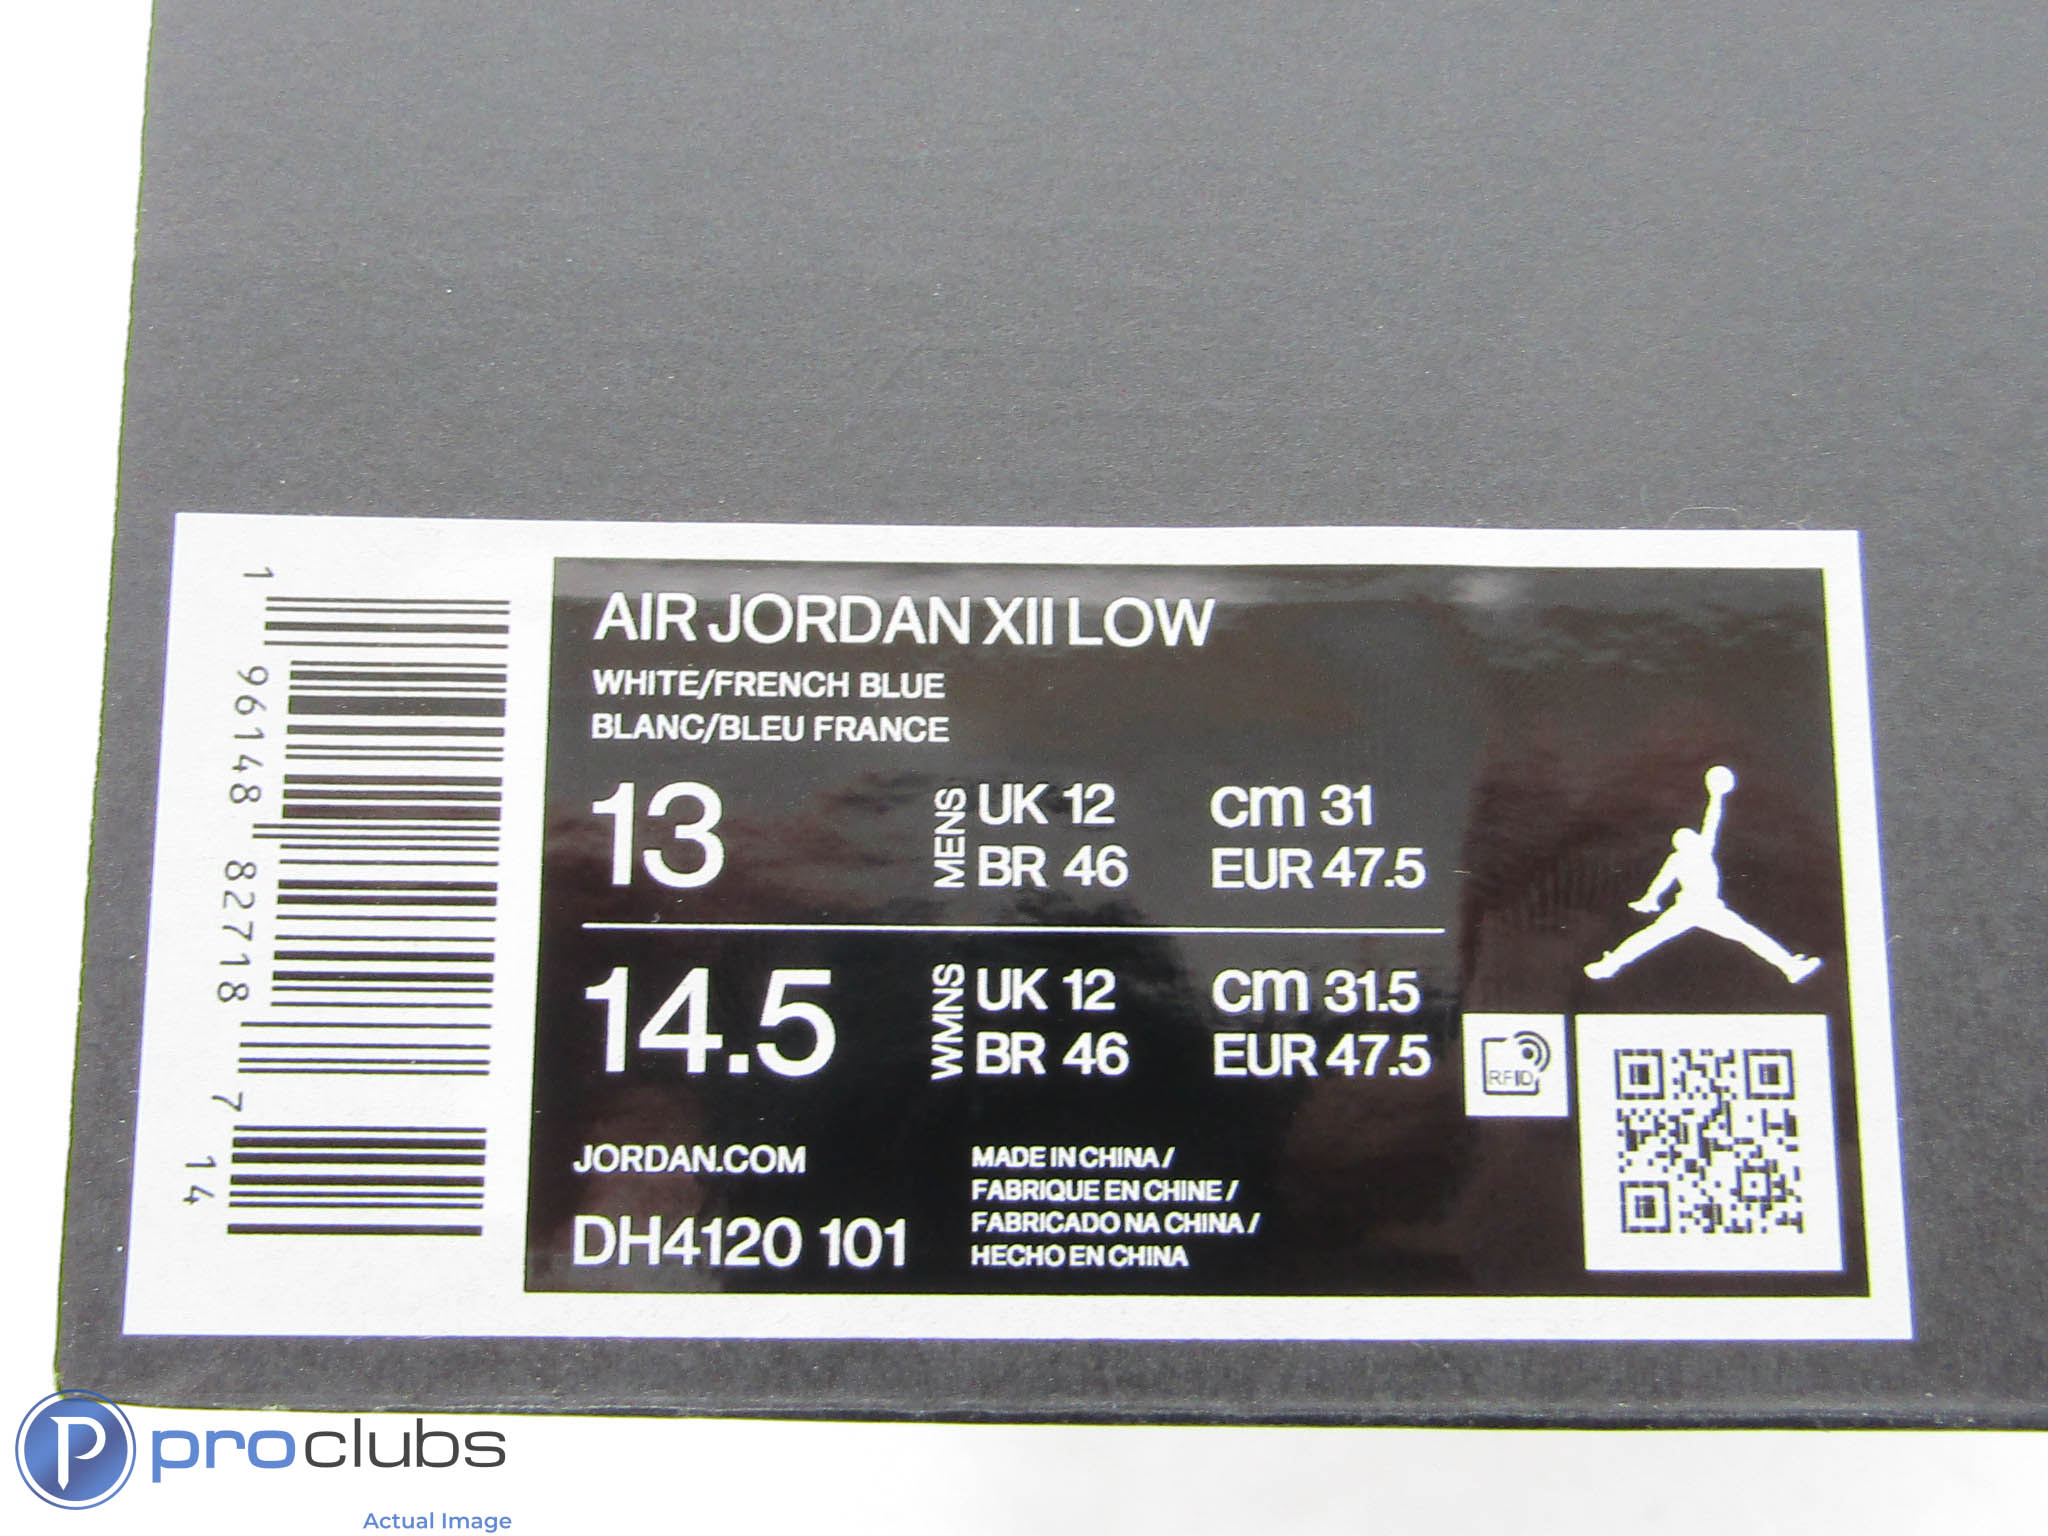 AIR JORDAN XII LOW
WHITE/FRENCH BLUE
BLANC/BLEU FRANCE
13
MENS
UK 12
cm 31
BR 46
EUR 47.5
14.5
WMNS
UK 12
cm 31.5
BR 46
EUR 47.5
RFID
JORDAN.COM
DH4120 101
MADE IN CHINA /
FABRIQUE EN CHINE /
FABRICADO NA CHINA /
HECHO EN CHINA
1 96148 82718 7 14
P proclubs
Actual Image